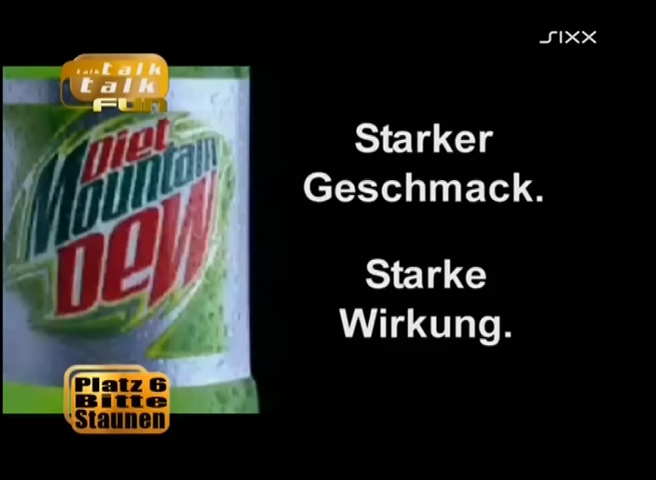 sixx
talk talk
talk
FUN
Diet
Mountain
Dew
Starker
Geschmack.
Starke
Wirkung.
Platz 6
Bitte
Staunen